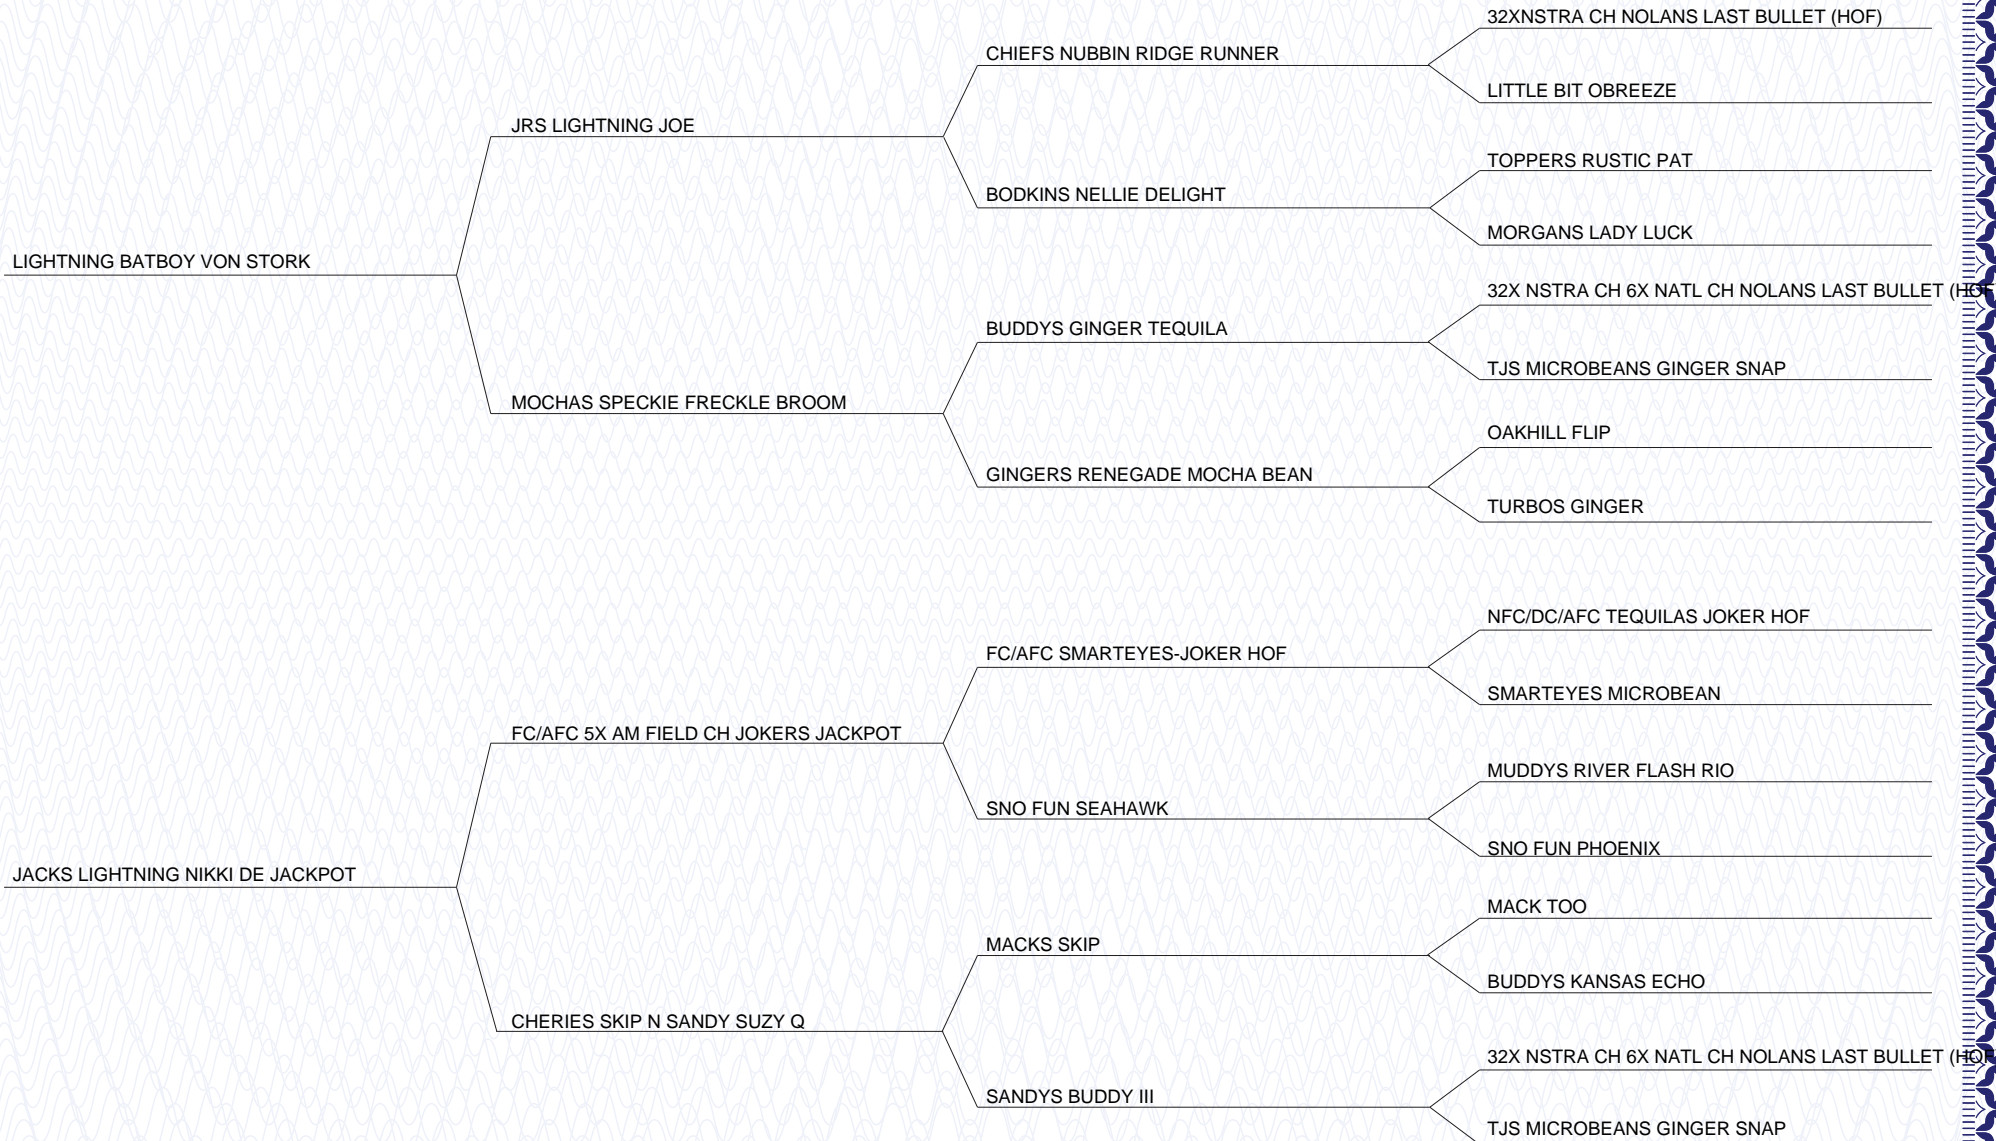 32XNSTRA CH NOLANS LAST BULLET (HOF)
CHIEFS NUBBIN RIDGE RUNNER
LITTLE BIT OBREEZE
JRS LIGHTNING JOE
TOPPERS RUSTIC PAT
BODKINS NELLIE DELIGHT
MORGANS LADY LUCK
LIGHTNING BATBOY VON STORK
32X NSTRA CH 6X NATL CH NOLANS LAST BULLET (HOF
BUDDYS GINGER TEQUILA
TJS MICROBEANS GINGER SNAP
MOCHAS SPECKIE FRECKLE BROOM
OAKHILL FLIP
GINGERS RENEGADE MOCHA BEAN
TURBOS GINGER
NFC/DC/AFC TEQUILAS JOKER HOF
FC/AFC SMARTEYES-JOKER HOF
SMARTEYES MICROBEAN
FC/AFC 5X AM FIELD CH JOKERS JACKPOT
MUDDYS RIVER FLASH RIO
SNO FUN SEAHAWK
SNO FUN PHOENIX
JACKS LIGHTNING NIKKI DE JACKPOT
MACK TOO
MACKS SKIP
BUDDYS KANSAS ECHO
CHERIES SKIP N SANDY SUZY Q
32X NSTRA CH 6X NATL CH NOLANS LAST BULLET (HOF
SANDYS BUDDY III
TJS MICROBEANS GINGER SNAP